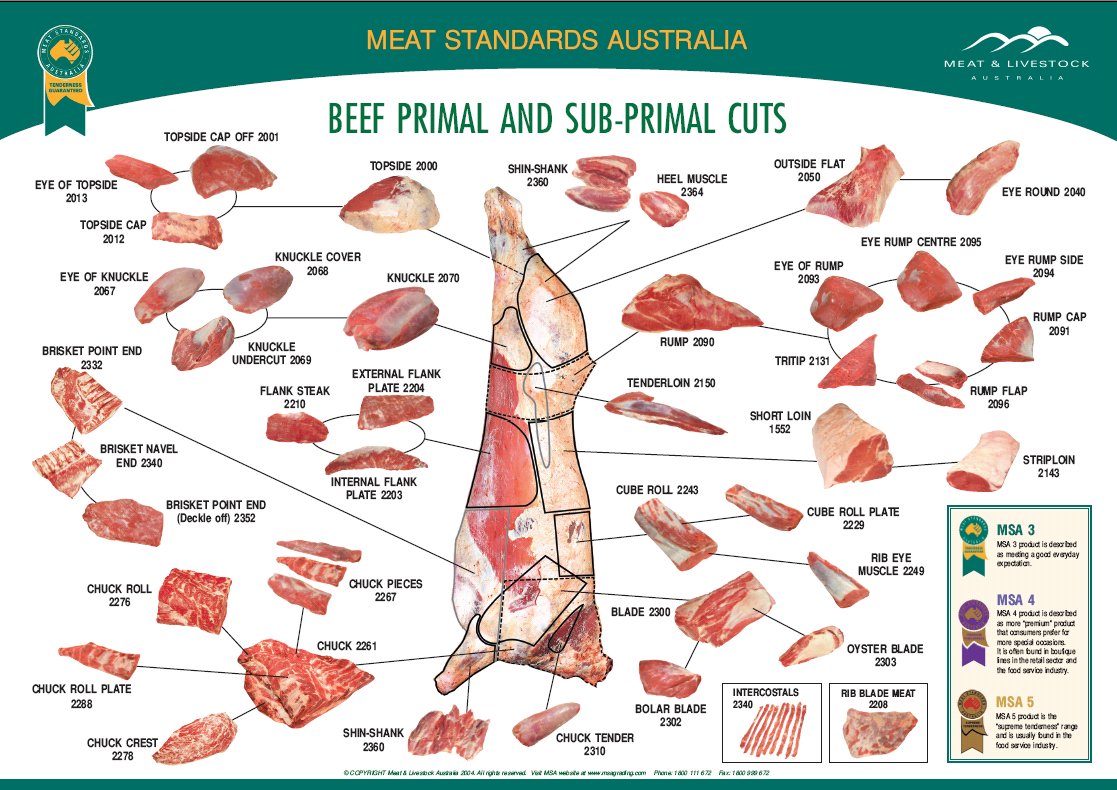 MEAT STANDARDS AUSTRALIA
MEAT STANDARDS
AUSTRALIA
TENDERNESS
GUARANTEED
MEAT & LIVESTOCK
AUSTRALIA
BEEF PRIMAL AND SUB-PRIMAL CUTS
TOPSIDE CAP OFF 2001
EYE OF TOPSIDE
2013
TOPSIDE CAP
2012
TOPSIDE 2000
SHIN-SHANK
2360
HEEL MUSCLE
2364
OUTSIDE FLAT
2050
EYE ROUND 2040
KNUCKLE COVER
2068
EYE OF KNUCKLE
2067
KNUCKLE 2070
KNUCKLE
UNDERCUT 2069
EYE RUMP CENTRE 2095
EYE OF RUMP
2093
EYE RUMP SIDE
2094
RUMP CAP
2091
RUMP 2090
TRITIP 2131
RUMP FLAP
2096
BRISKET POINT END
2332
BRISKET NAVEL
END 2340
BRISKET POINT END
(Deckle off) 2352
EXTERNAL FLANK
PLATE 2204
FLANK STEAK
2210
INTERNAL FLANK
PLATE 2203
TENDERLOIN 2150
SHORT LOIN
1552
STRIPLOIN
2143
CUBE ROLL 2243
CUBE ROLL PLATE
2229
RIB EYE
MUSCLE 2249
CHUCK PIECES
2267
CHUCK ROLL
2276
CHUCK 2261
CHUCK ROLL PLATE
2288
CHUCK CREST
2278
BLADE 2300
OYSTER BLADE
2303
BOLAR BLADE
2302
SHIN-SHANK
2360
CHUCK TENDER
2310
INTERCOSTALS
2340
RIB BLADE MEAT
2208
MSA 3
MSA 3 product is described
as meeting a good everyday
expectation.
MSA 4
MSA 4 product is described
as more "premium" product
that consumers prefer for
more special occasions.
It is often found in boutique
lines in the retail sector and
the food service industry.
MSA 5
MSA 5 product is the
"supreme tenderness" range
and is usually found in the
food service industry.
© COPYRIGHT Meat & Livestock Australia 2004. All rights reserved. Visit MSA website at www.msagrading.com Phone: 1800 111 672 Fax: 1800 999 672